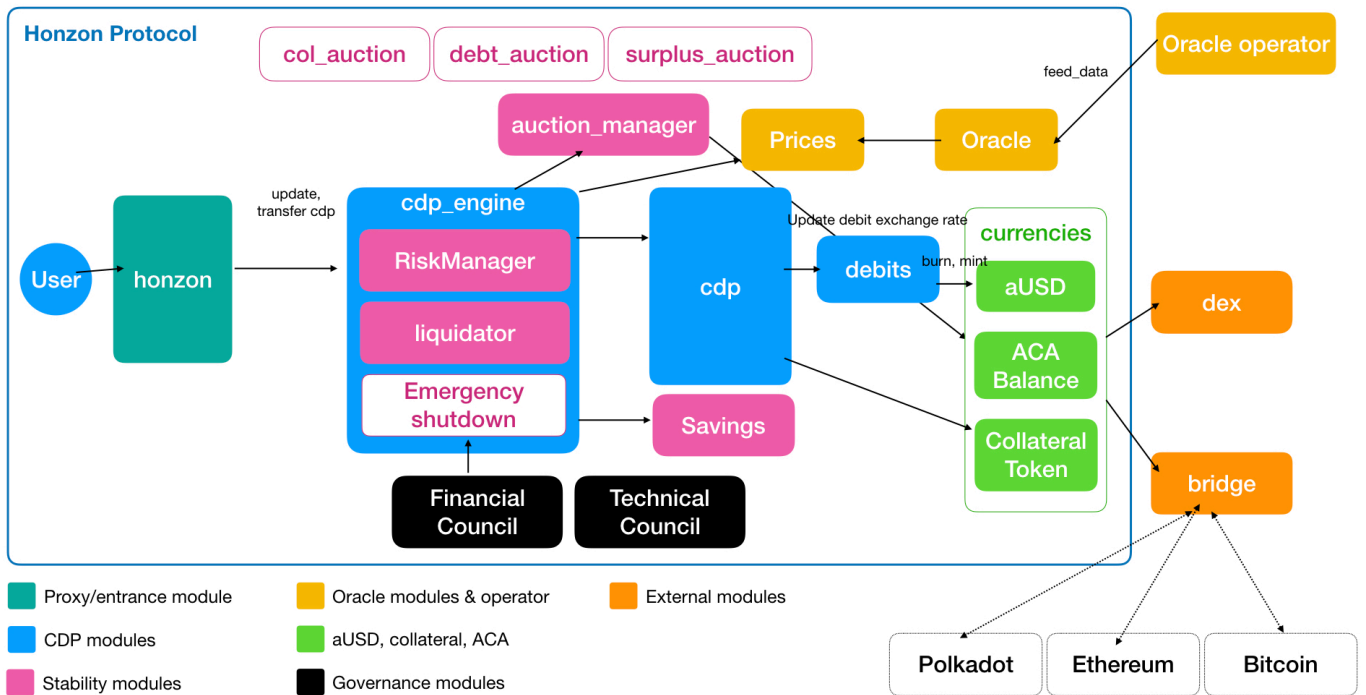 Honzon Protocol
col_auction
debt_auction
surplus_auction
Oracle operator
feed_data
auction_manager
Prices
Oracle
update,
transfer cdp
cdp_engine
RiskManager
liquidator
Emergency
shutdown
User
honzon
cdp
Update debit exchange rate
debits
burn, mint
currencies
aUSD
ACA
Balance
Collateral
Token
dex
bridge
Savings
Financial
Council
Technical
Council
Proxy/entrance module
Oracle modules & operator
External modules
CDP modules
aUSD, collateral, ACA
Stability modules
Governance modules
Polkadot
Ethereum
Bitcoin